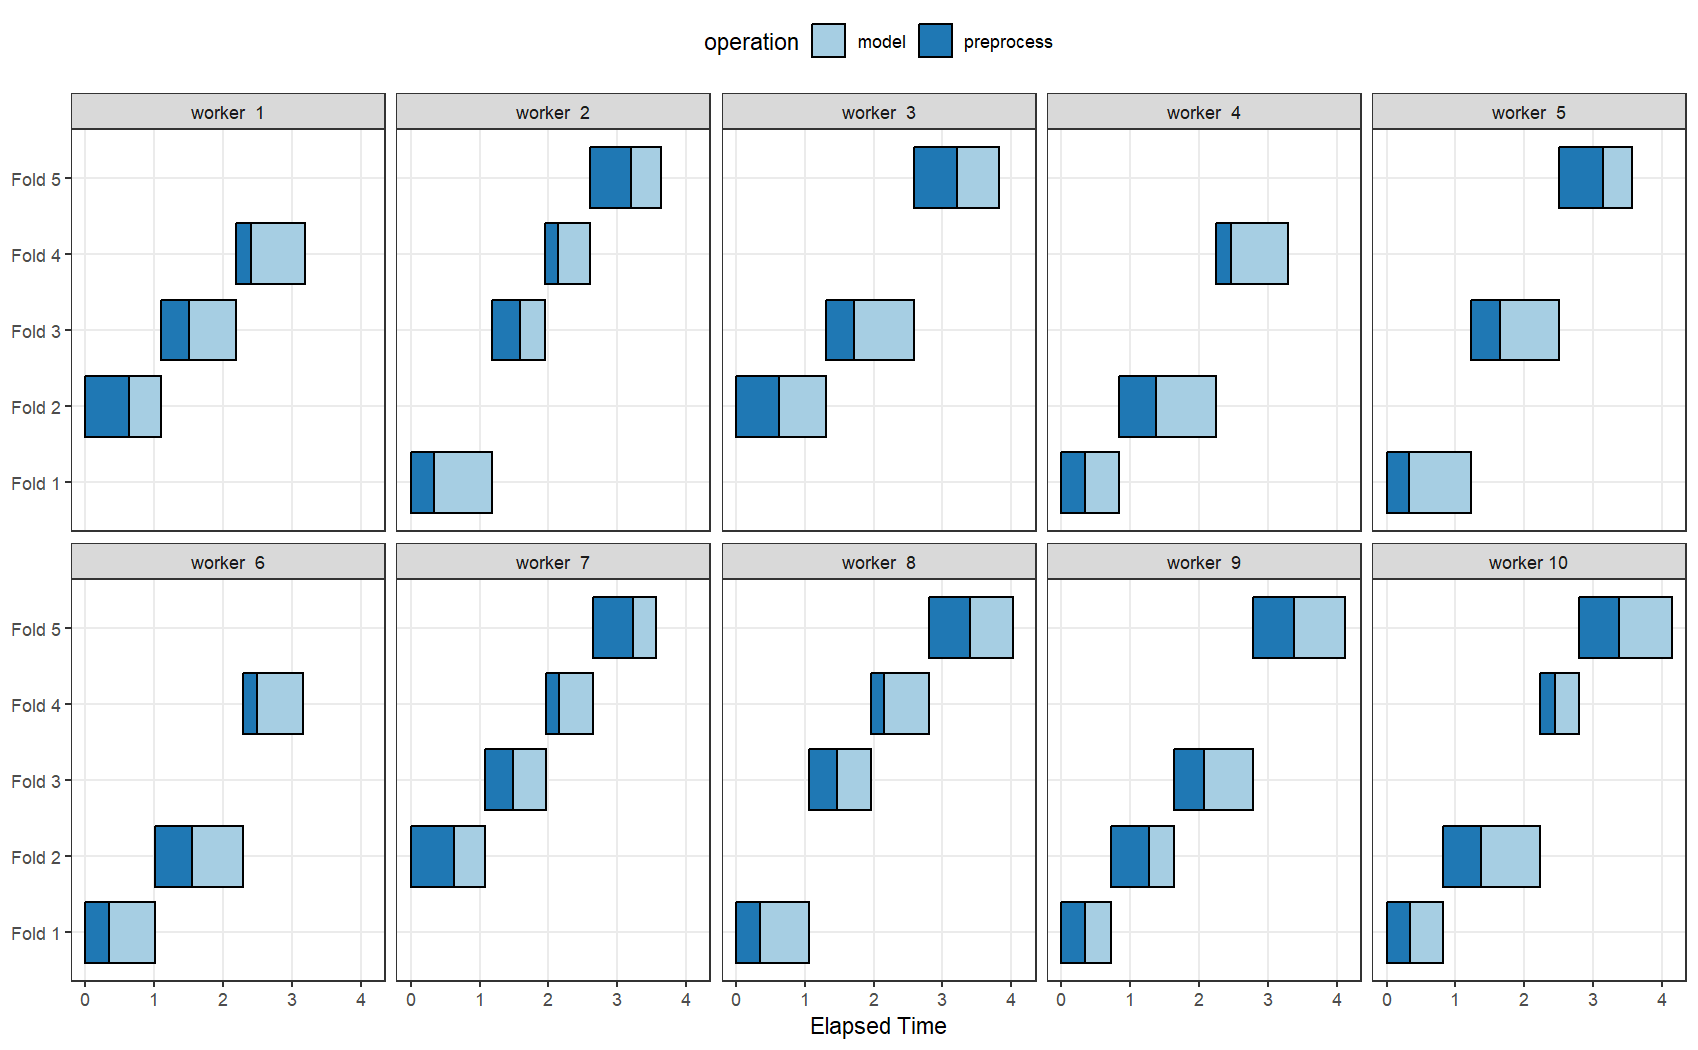 operation model preprocess
worker  1 worker  2 worker  3 worker  4 worker  5
Fold 5
Fold 4
Fold 3
Fold 2
Fold 1
worker  6 worker  7 worker  8 worker  9 worker 10
Fold 5
Fold 4
Fold 3
Fold 2
Fold 1
0 1 2 3 4 0 1 2 3 4 0 1 2 3 4 0 1 2 3 4 0 1 2 3 4
Elapsed Time